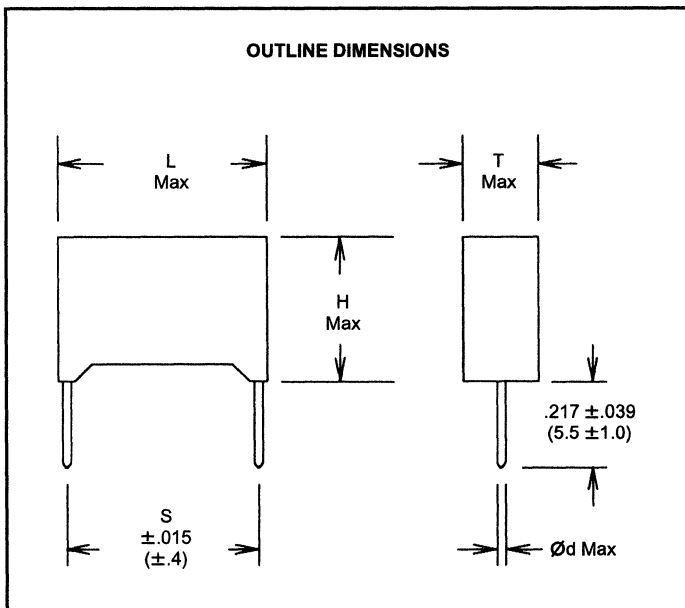 OUTLINE DIMENSIONS
L
Max
T
Max
H
Max
.217 ±.039
(5.5 ±1.0)
S
±.015
(±.4)
Ød Max